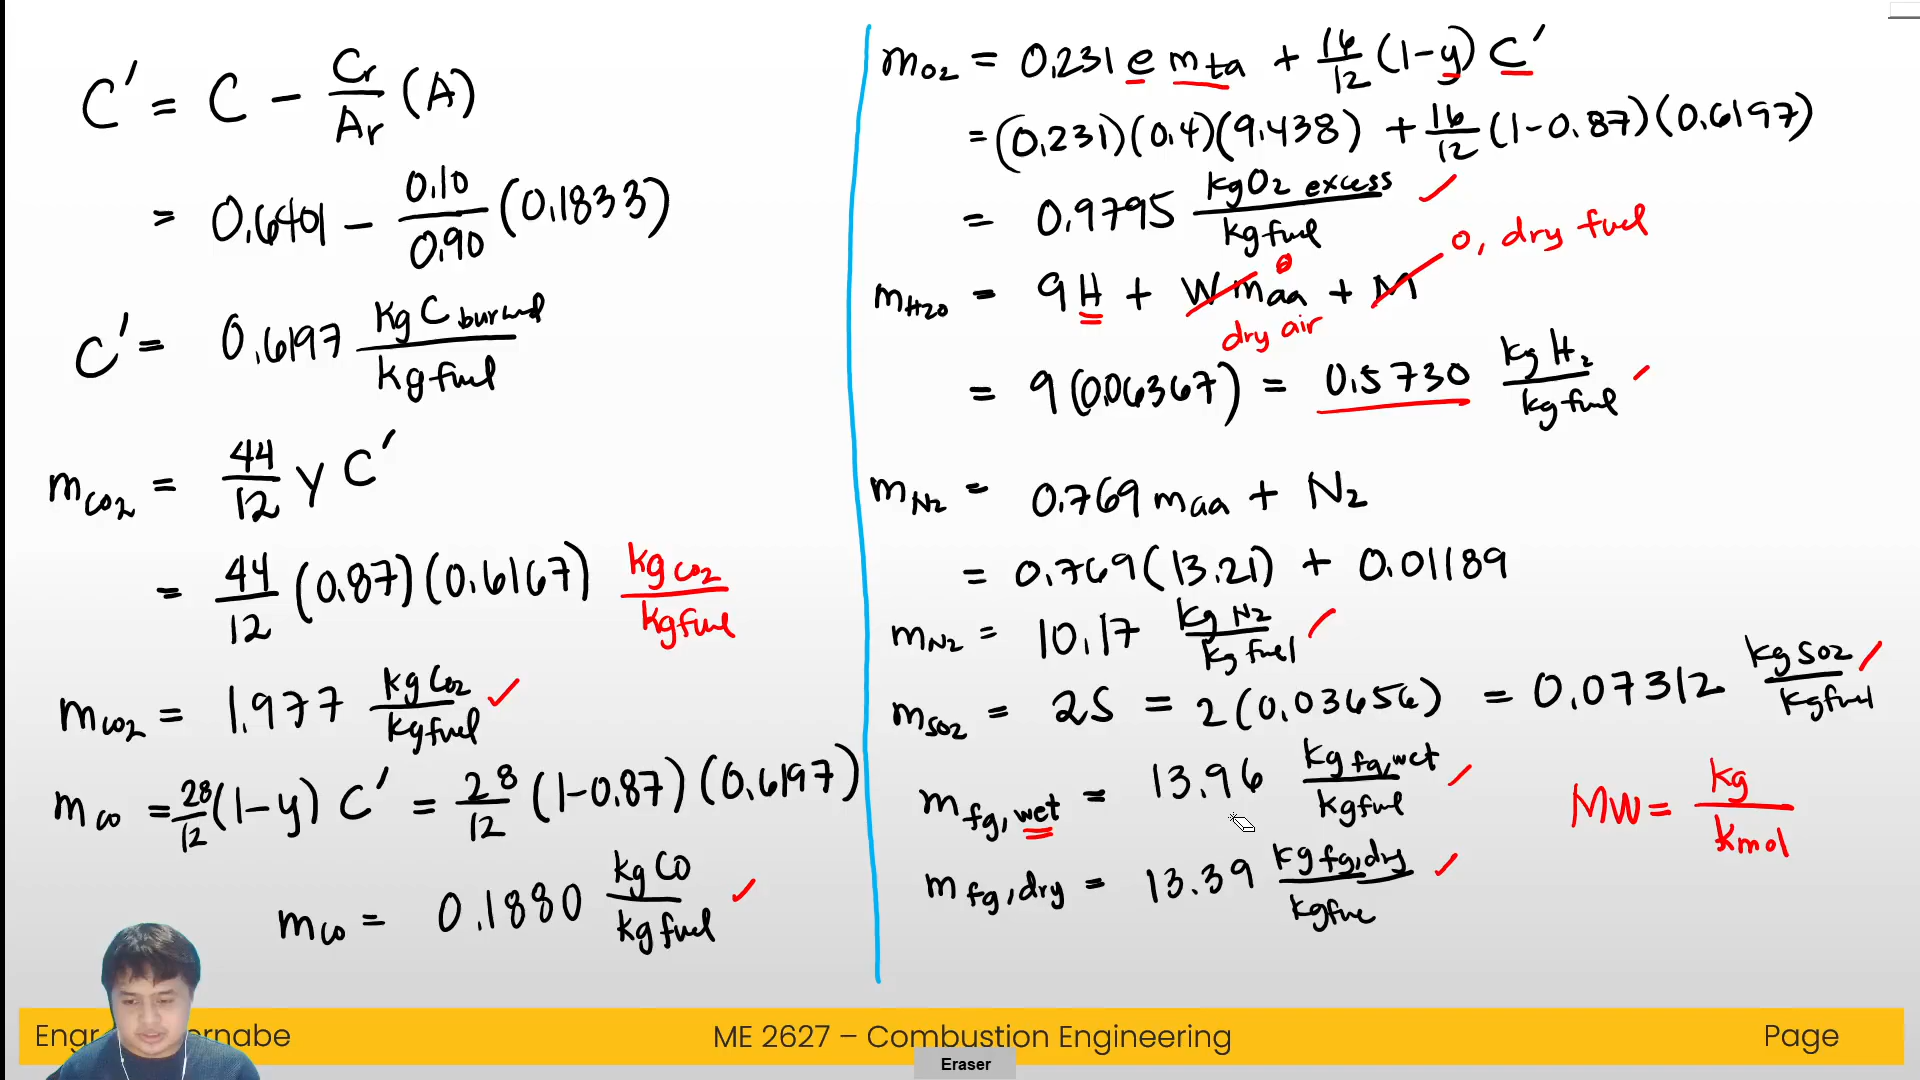 C' = C - Cr/Ar (A)
= 0.6401 - 0.10/0.90 (0.1833)
C' = 0.6197 kg C burned/kg fuel
mCO2 = 44/12 y C'
= 44/12 (0.87)(0.6167) kg CO2/kg fuel
mCO2 = 1.977 kg CO2/kg fuel ✓
mCO = 28/12 (1-y) C' = 28/12 (1-0.87)(0.6197)
mCO = 0.1880 kg CO/kg fuel ✓
mO2 = 0.231 e mta + 16/12 (1-y) C'
= (0.231)(0.4)(9.438) + 16/12 (1-0.87)(0.6197)
= 0.9795 kg O2 excess/kg fuel ✓
0, dry fuel
mH2O = 9H + W maa + M
0
dry air
= 9(0.06367) = 0.5730 kg H2/kg fuel
mN2 = 0.769 maa + N2
= 0.769(13.21) + 0.01189
mN2 = 10.17 kg N2/kg fuel
mSO2 = 2S = 2(0.03656) = 0.07312 kg SO2/kg fuel
mfg, wet = 13.96 kg fg, wet/kg fuel
MW = kg/kmol
mfg, dry = 13.39 kg fg, dry/kg fue
Engr ernabe
ME 2627 – Combustion Engineering
Page
Eraser